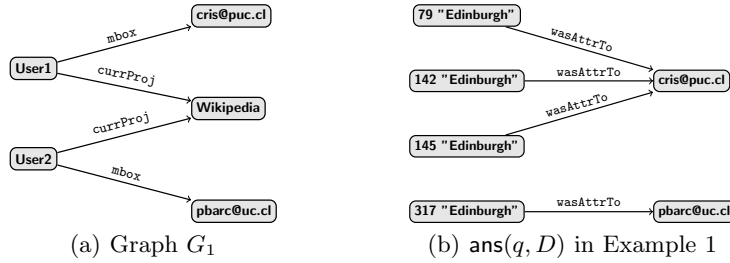 cris@puc.cl
mbox
User1
currProj
Wikipedia
currProj
User2
mbox
pbarc@uc.cl
(a) Graph G1
79 "Edinburgh"
wasAttrTo
142 "Edinburgh"
wasAttrTo
cris@puc.cl
wasAttrTo
145 "Edinburgh"
317 "Edinburgh"
wasAttrTo
pbarc@uc.cl
(b) ans(q, D) in Example 1